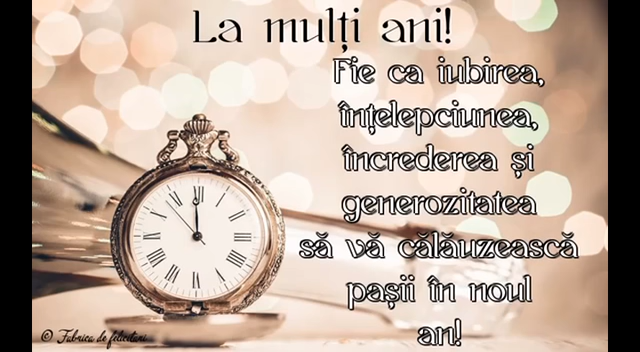 La mulți ani!
Fie ca iubirea,
înțelepciunea,
încrederea și
generozitatea
să vă călăuzească
pașii în noul
an!
© Fabrica de felicitari